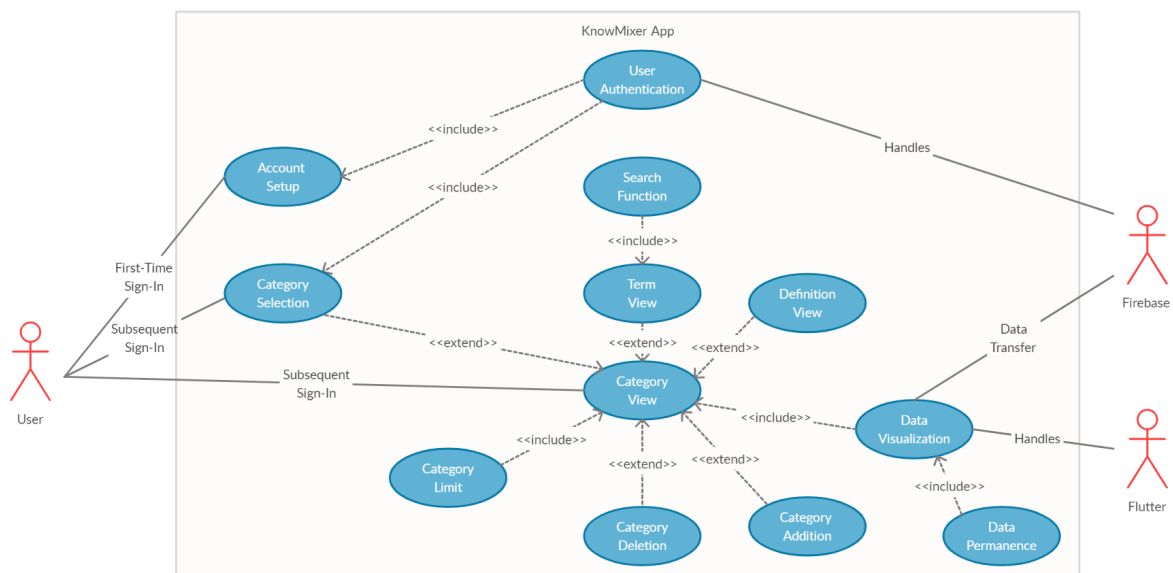 KnowMixer App
User
Authentication
<<include>>
Handles
Account
Setup
Search
Function
<<include>>
<<include>>
First-Time
Sign-In
Category
Selection
Term
View
Definition
View
Firebase
Subsequent
Sign-In
<<extend>>
<<extend>>
<<extend>>
Data
Transfer
User
Subsequent
Sign-In
Category
View
<<include>>
Data
Visualization
Handles
<<include>>
<<extend>>
<<extend>>
Category
Limit
<<include>>
Flutter
Category
Deletion
Category
Addition
Data
Permanence